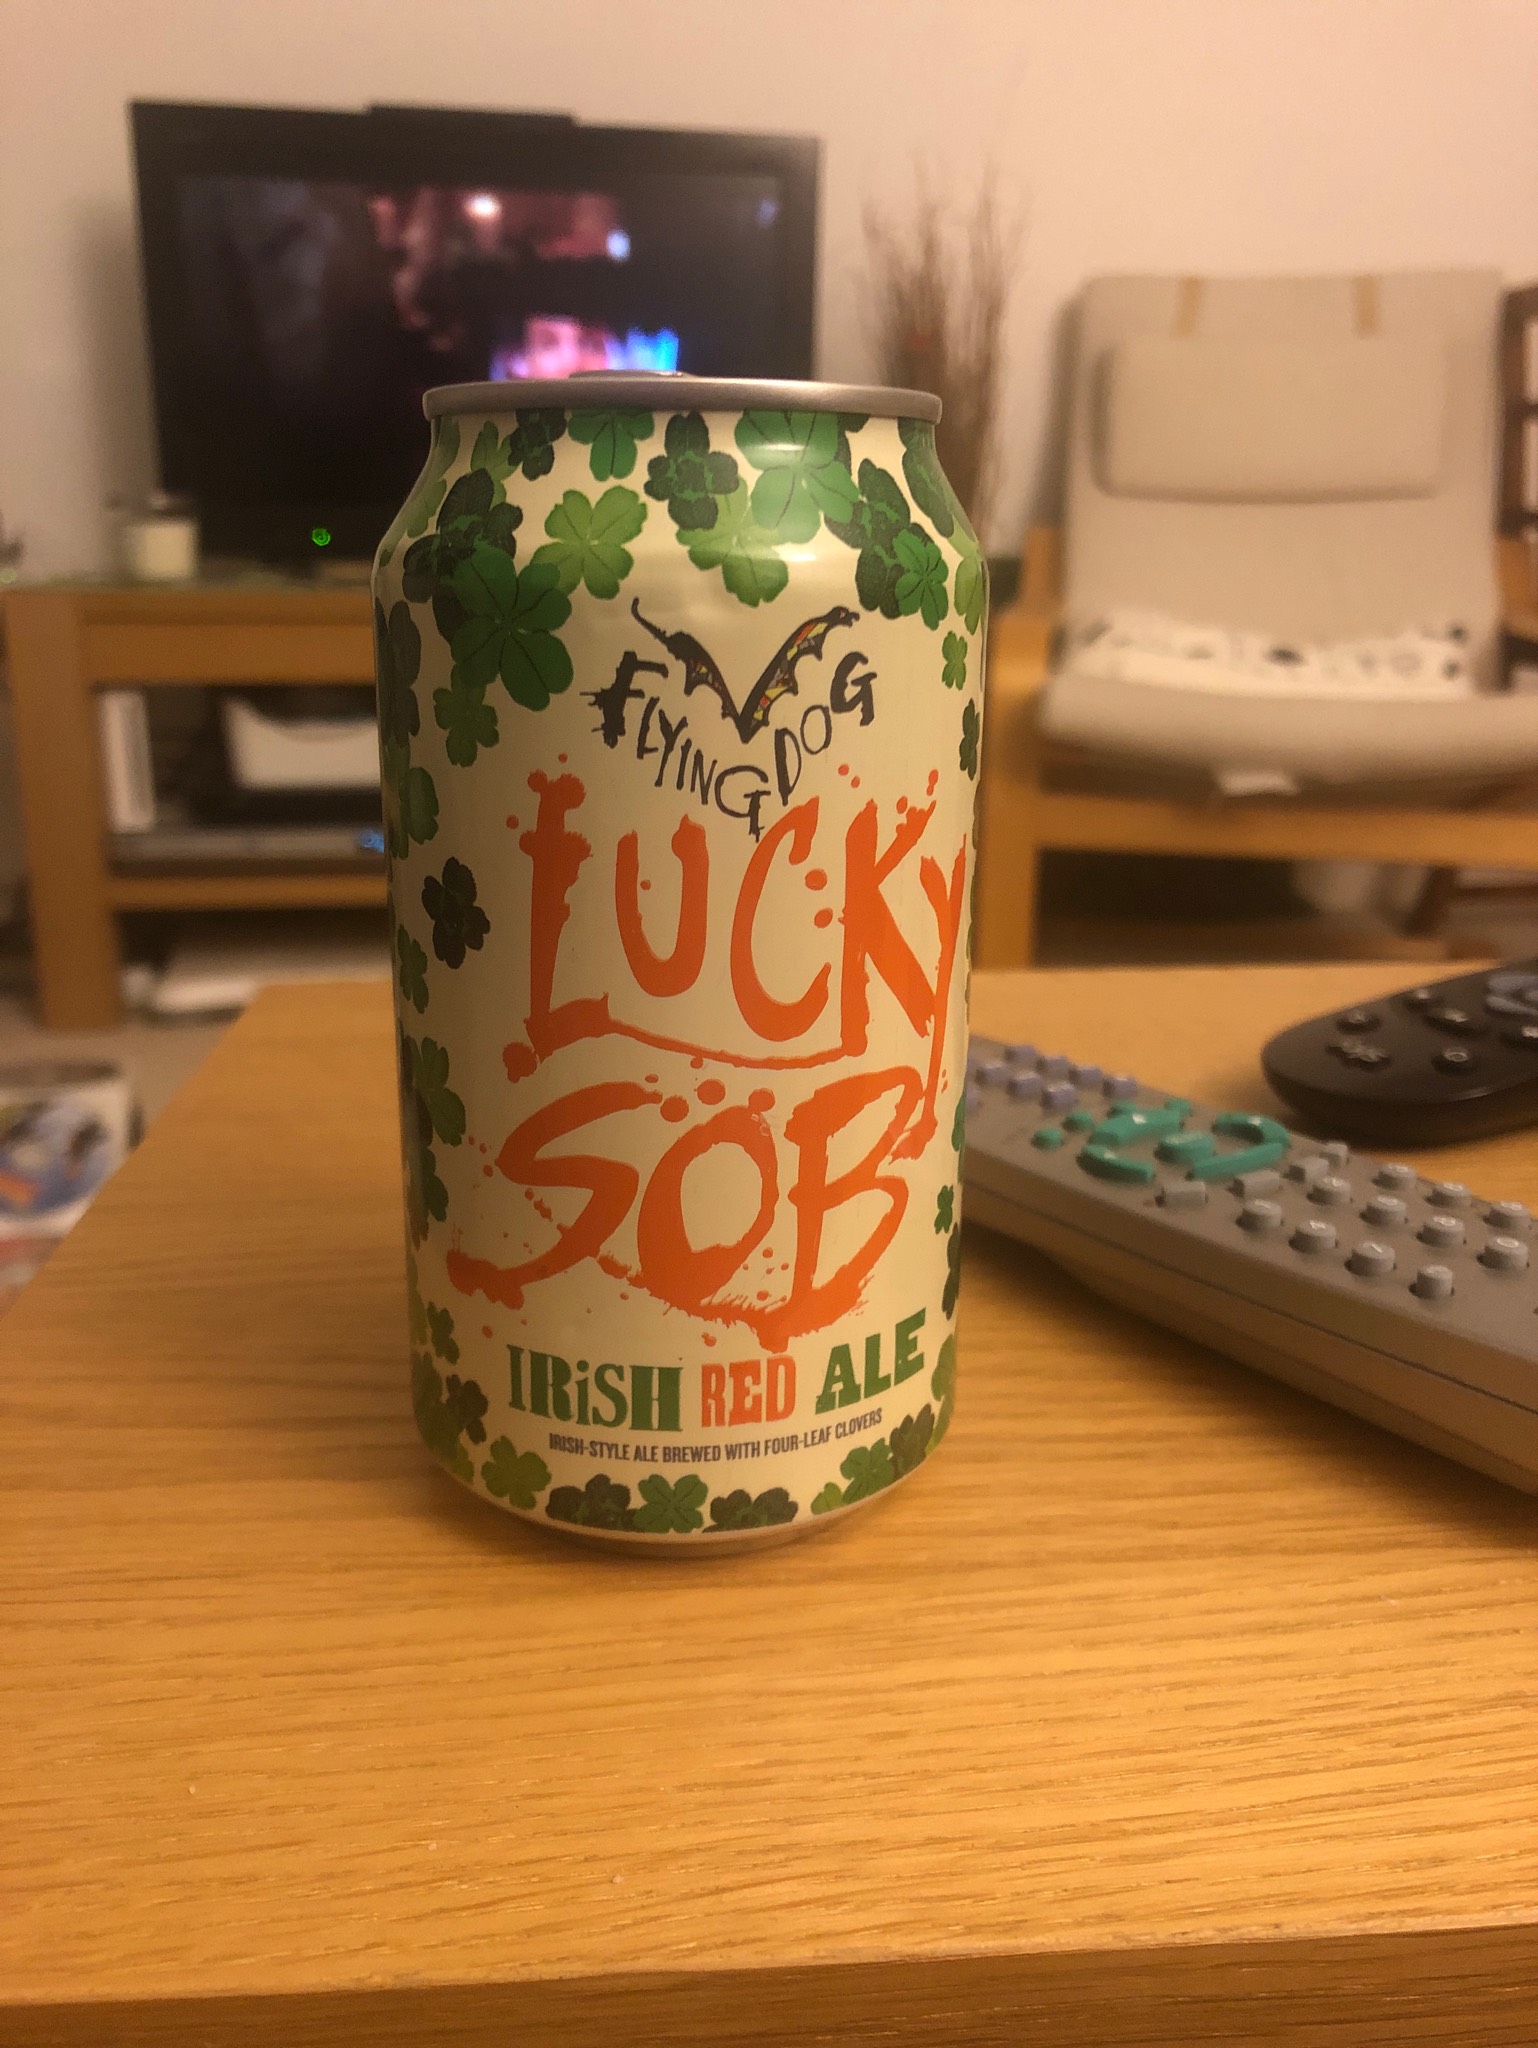 FLYING DOG
LUCKY
SOB
IRiSH RED ALE
IRISH-STYLE ALE BREWED WITH FOUR-LEAF CLOVERS